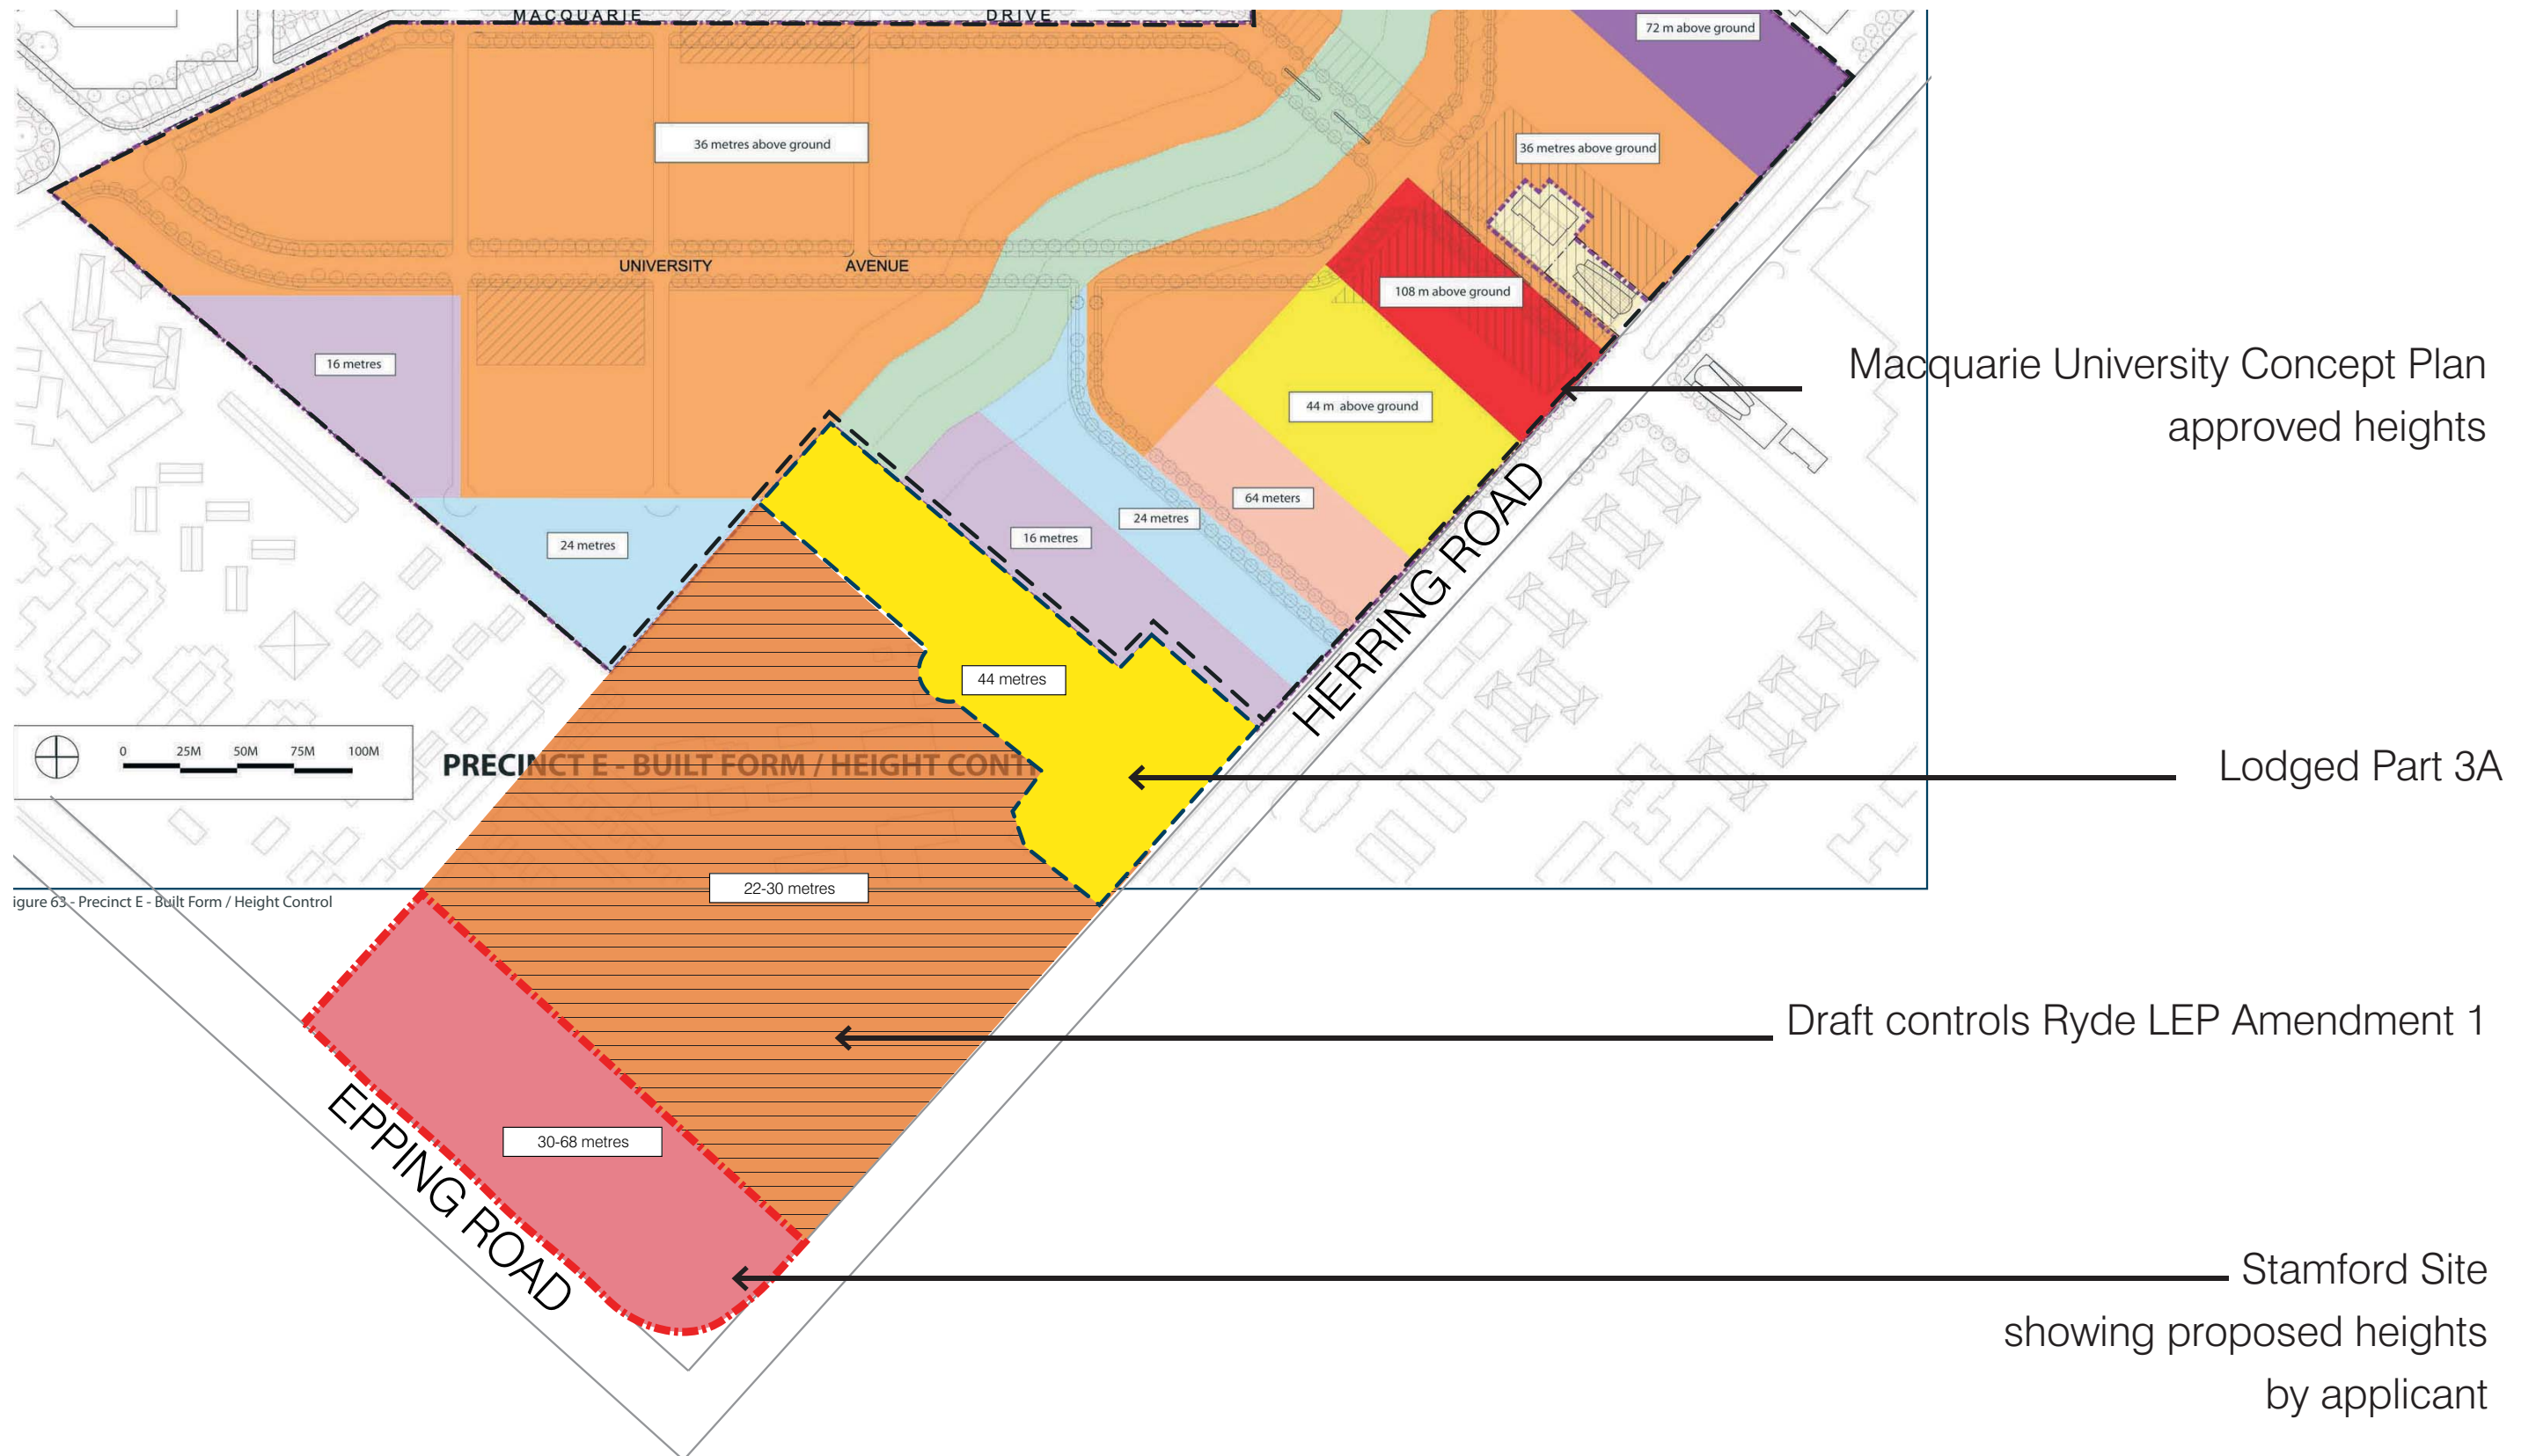 MACQUARIE DRIVE
72 m above ground
36 metres above ground
36 metres above ground
UNIVERSITY AVENUE
108 m above ground
16 metres
Macquarie University Concept Plan
approved heights
44 m above ground
64 meters
24 metres
16 metres
24 metres
HERRING ROAD
44 metres
0 25M 50M 75M 100M
PRECINCT E - BUILT FORM / HEIGHT CONT
Lodged Part 3A
22-30 metres
igure 63 - Precinct E - Built Form / Height Control
Draft controls Ryde LEP Amendment 1
30-68 metres
EPPING ROAD
Stamford Site
showing proposed heights
by applicant